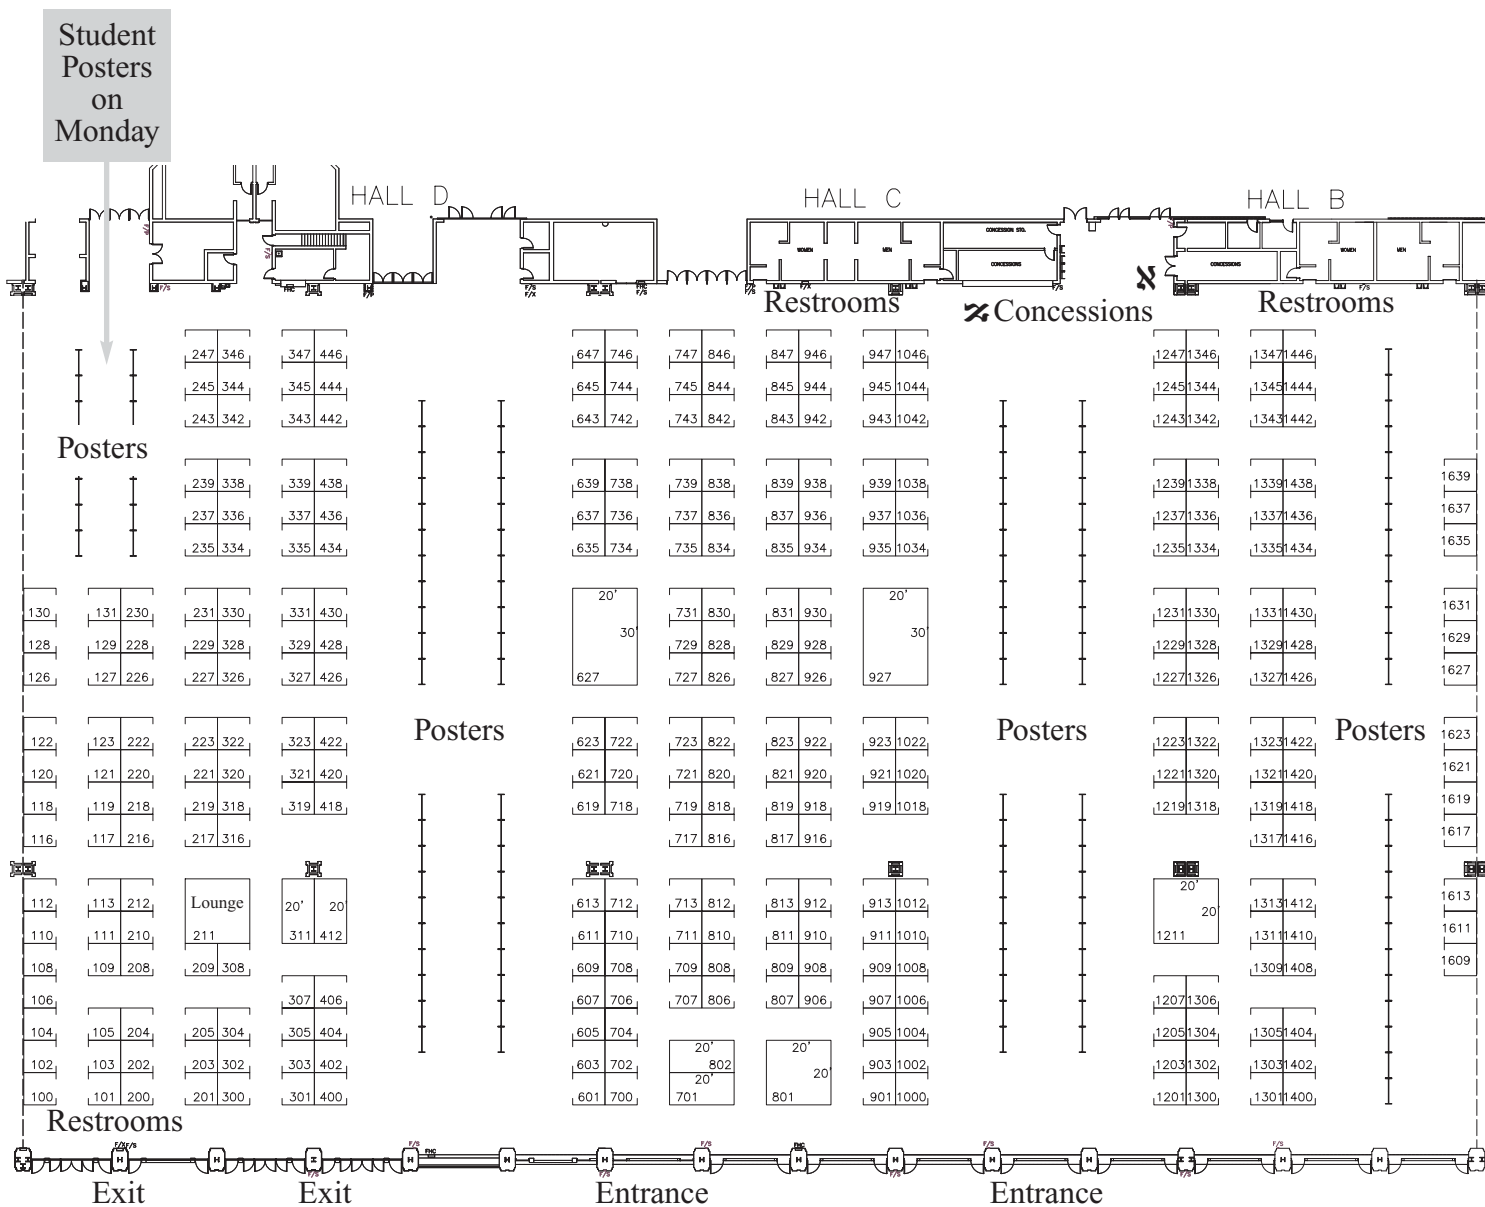 Student
Posters
on
Monday
HALL D
HALL C
HALL B
CONCESSION STG.
WOMEN
MEN
CONCESSIONS
CONCESSIONS
WOMEN
MEN
F/S
FHC
F/S
F/X
F/S
F/S
Restrooms
Concessions
Restrooms
247 346 347 446 647 746 747 846 847 946 947 1046 1247 1346 1347 1446
245 344 345 444 645 744 745 844 845 944 945 1044 1245 1344 1345 1444
243 342 343 442 643 742 743 842 843 942 943 1042 1243 1342 1343 1442
Posters
239 338 339 438 639 738 739 838 839 938 939 1038 1239 1338 1339 1438 1639
237 336 337 436 637 736 737 836 837 936 937 1036 1237 1336 1337 1436 1637
235 334 335 434 635 734 735 834 835 934 935 1034 1235 1334 1335 1434 1635
20' 20'
130 131 230 231 330 331 430 731 830 831 930 1231 1330 1331 1430 1631
30' 30'
128 129 228 229 328 329 428 729 828 829 928 1229 1328 1329 1428 1629
126 127 226 227 326 327 426 627 727 826 827 926 927 1227 1326 1327 1426 1627
Posters Posters Posters
122 123 222 223 322 323 422 623 722 723 822 823 922 923 1022 1223 1322 1323 1422 1623
120 121 220 221 320 321 420 621 720 721 820 821 920 921 1020 1221 1320 1321 1420 1621
118 119 218 219 318 319 418 619 718 719 818 819 918 919 1018 1219 1318 1319 1418 1619
116 117 216 217 316 717 816 817 916 1317 1416 1617
20'
112 113 212 Lounge 20' 20' 613 712 713 812 813 912 913 1012 20' 1313 1412 1613
110 111 210 211 311 412 611 710 711 810 811 910 911 1010 1211 1311 1410 1611
108 109 208 209 308 609 708 709 808 809 908 909 1008 1309 1408 1609
106 307 406 607 706 707 806 807 906 907 1006 1207 1306
104 105 204 205 304 305 404 605 704 905 1004 1205 1304 1305 1404
20' 20'
102 103 202 203 302 303 402 603 702 802 903 1002 1203 1302 1303 1402
20' 20'
100 101 200 201 300 301 400 601 700 701 801 901 1000 1201 1300 1301 1400
Restrooms
F/X F/S
F/S
FHC
F/S
FHC
F/S
F/S
H H H H H H H H H H H H
F/S
F/S
F/S
Exit Exit Entrance Entrance